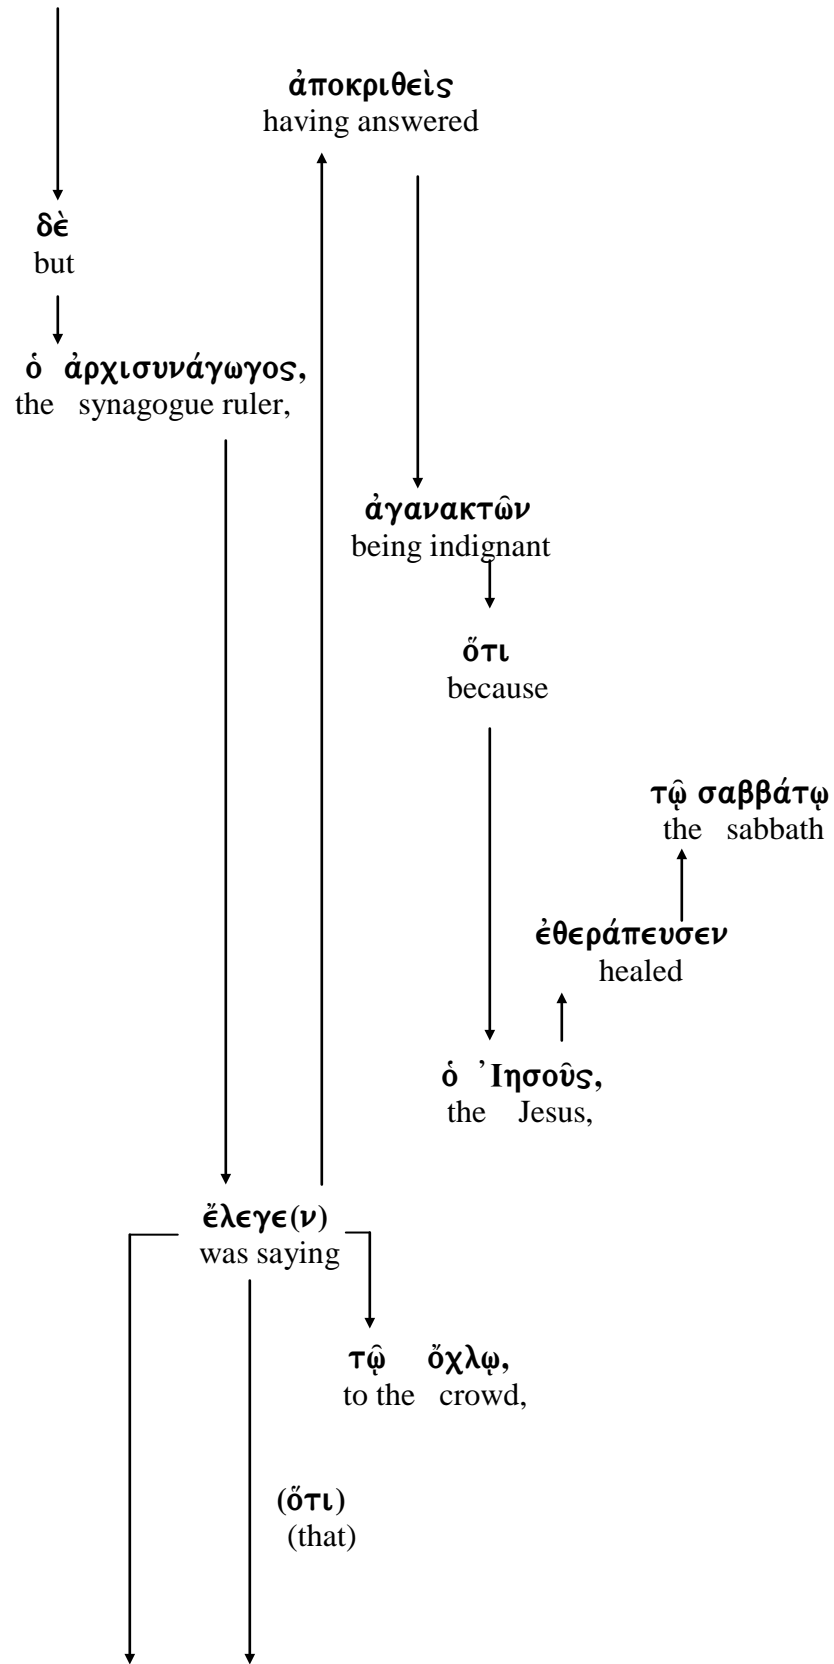 ἀποκριθεὶς
having answered
δὲ
but
ὁ ἀρχισυνάγωγος,
the synagogue ruler,
ἀγανακτῶν
being indignant
ὅτι
because
τῷ σαββάτῳ
the sabbath
ἐθεράπευσεν
healed
ὁ Ἰησοῦς,
the Jesus,
ἔλεγε(ν)
was saying
τῷ ὄχλῳ,
to the crowd,
(ὅτι)
(that)